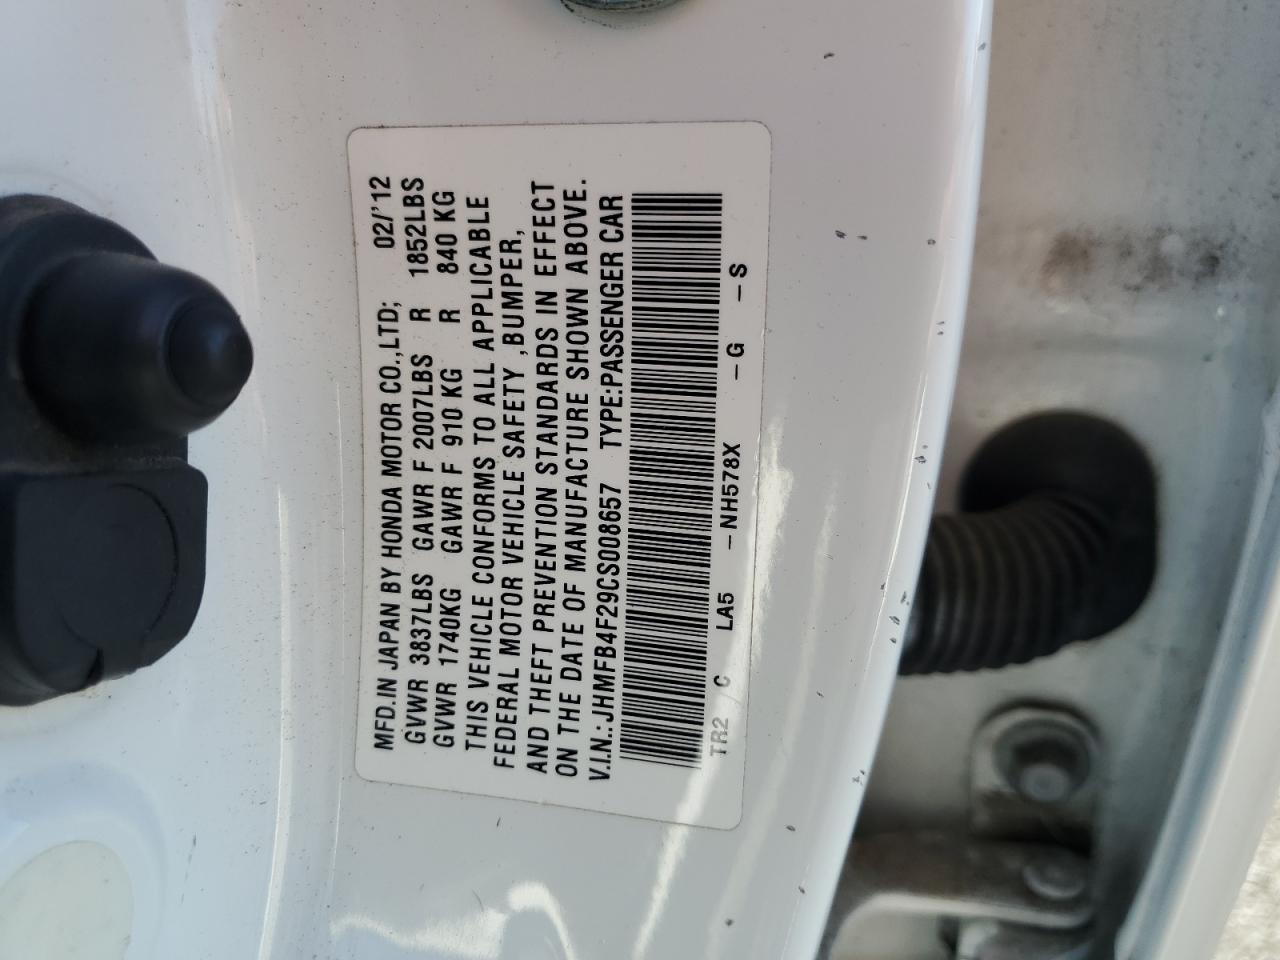 MFD.IN JAPAN BY HONDA MOTOR CO.,LTD; 02/'12
GVWR 3837LBS GAWR F 2007LBS R 1852LBS
GVWR 1740KG GAWR F 910 KG R 840 KG
THIS VEHICLE CONFORMS TO ALL APPLICABLE
FEDERAL MOTOR VEHICLE SAFETY ,BUMPER,
AND THEFT PREVENTION STANDARDS IN EFFECT
ON THE DATE OF MANUFACTURE SHOWN ABOVE.
V.I.N.:JHMFB4F29CS008657 TYPE:PASSENGER CAR
TR2 C LA5 -NH578X -G -S